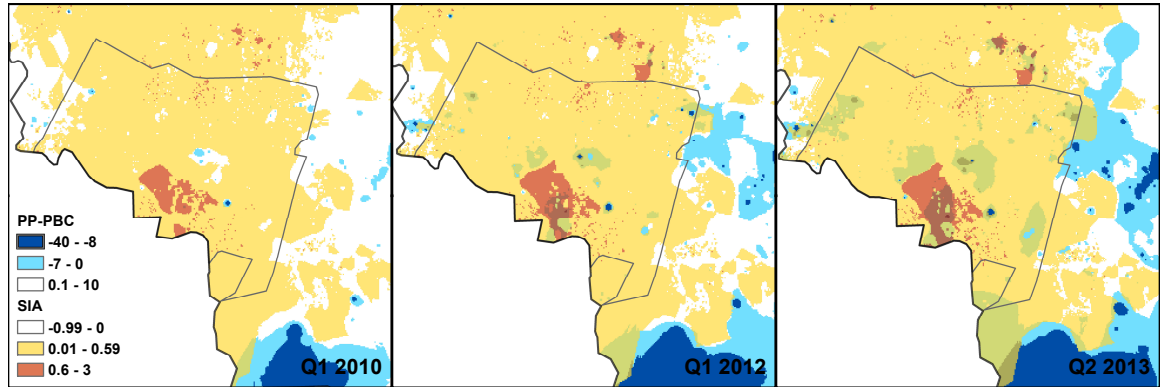 PP-PBC
-40 - -8
-7 - 0
0.1 - 10
SIA
-0.99 - 0
0.01 - 0.59
0.6 - 3
Q1 2010
Q1 2012
Q2 2013